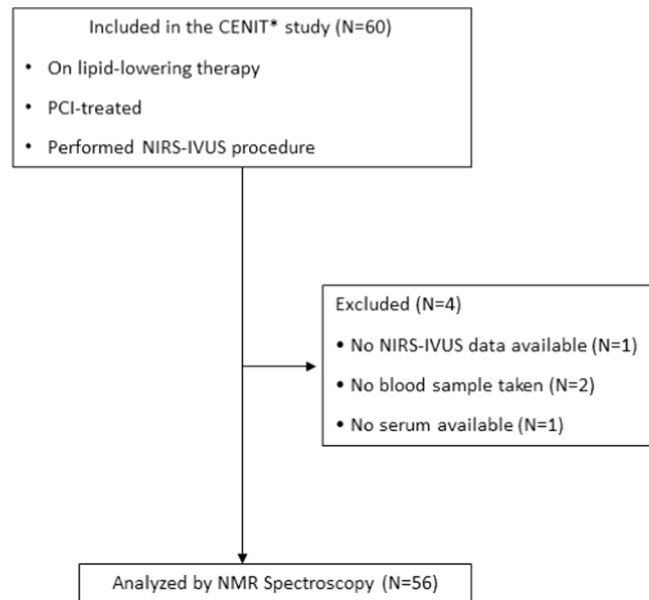 Included in the CENIT* study (N=60)
• On lipid-lowering therapy
• PCI-treated
• Performed NIRS-IVUS procedure
Excluded (N=4)
• No NIRS-IVUS data available (N=1)
• No blood sample taken (N=2)
• No serum available (N=1)
Analyzed by NMR Spectroscopy (N=56)